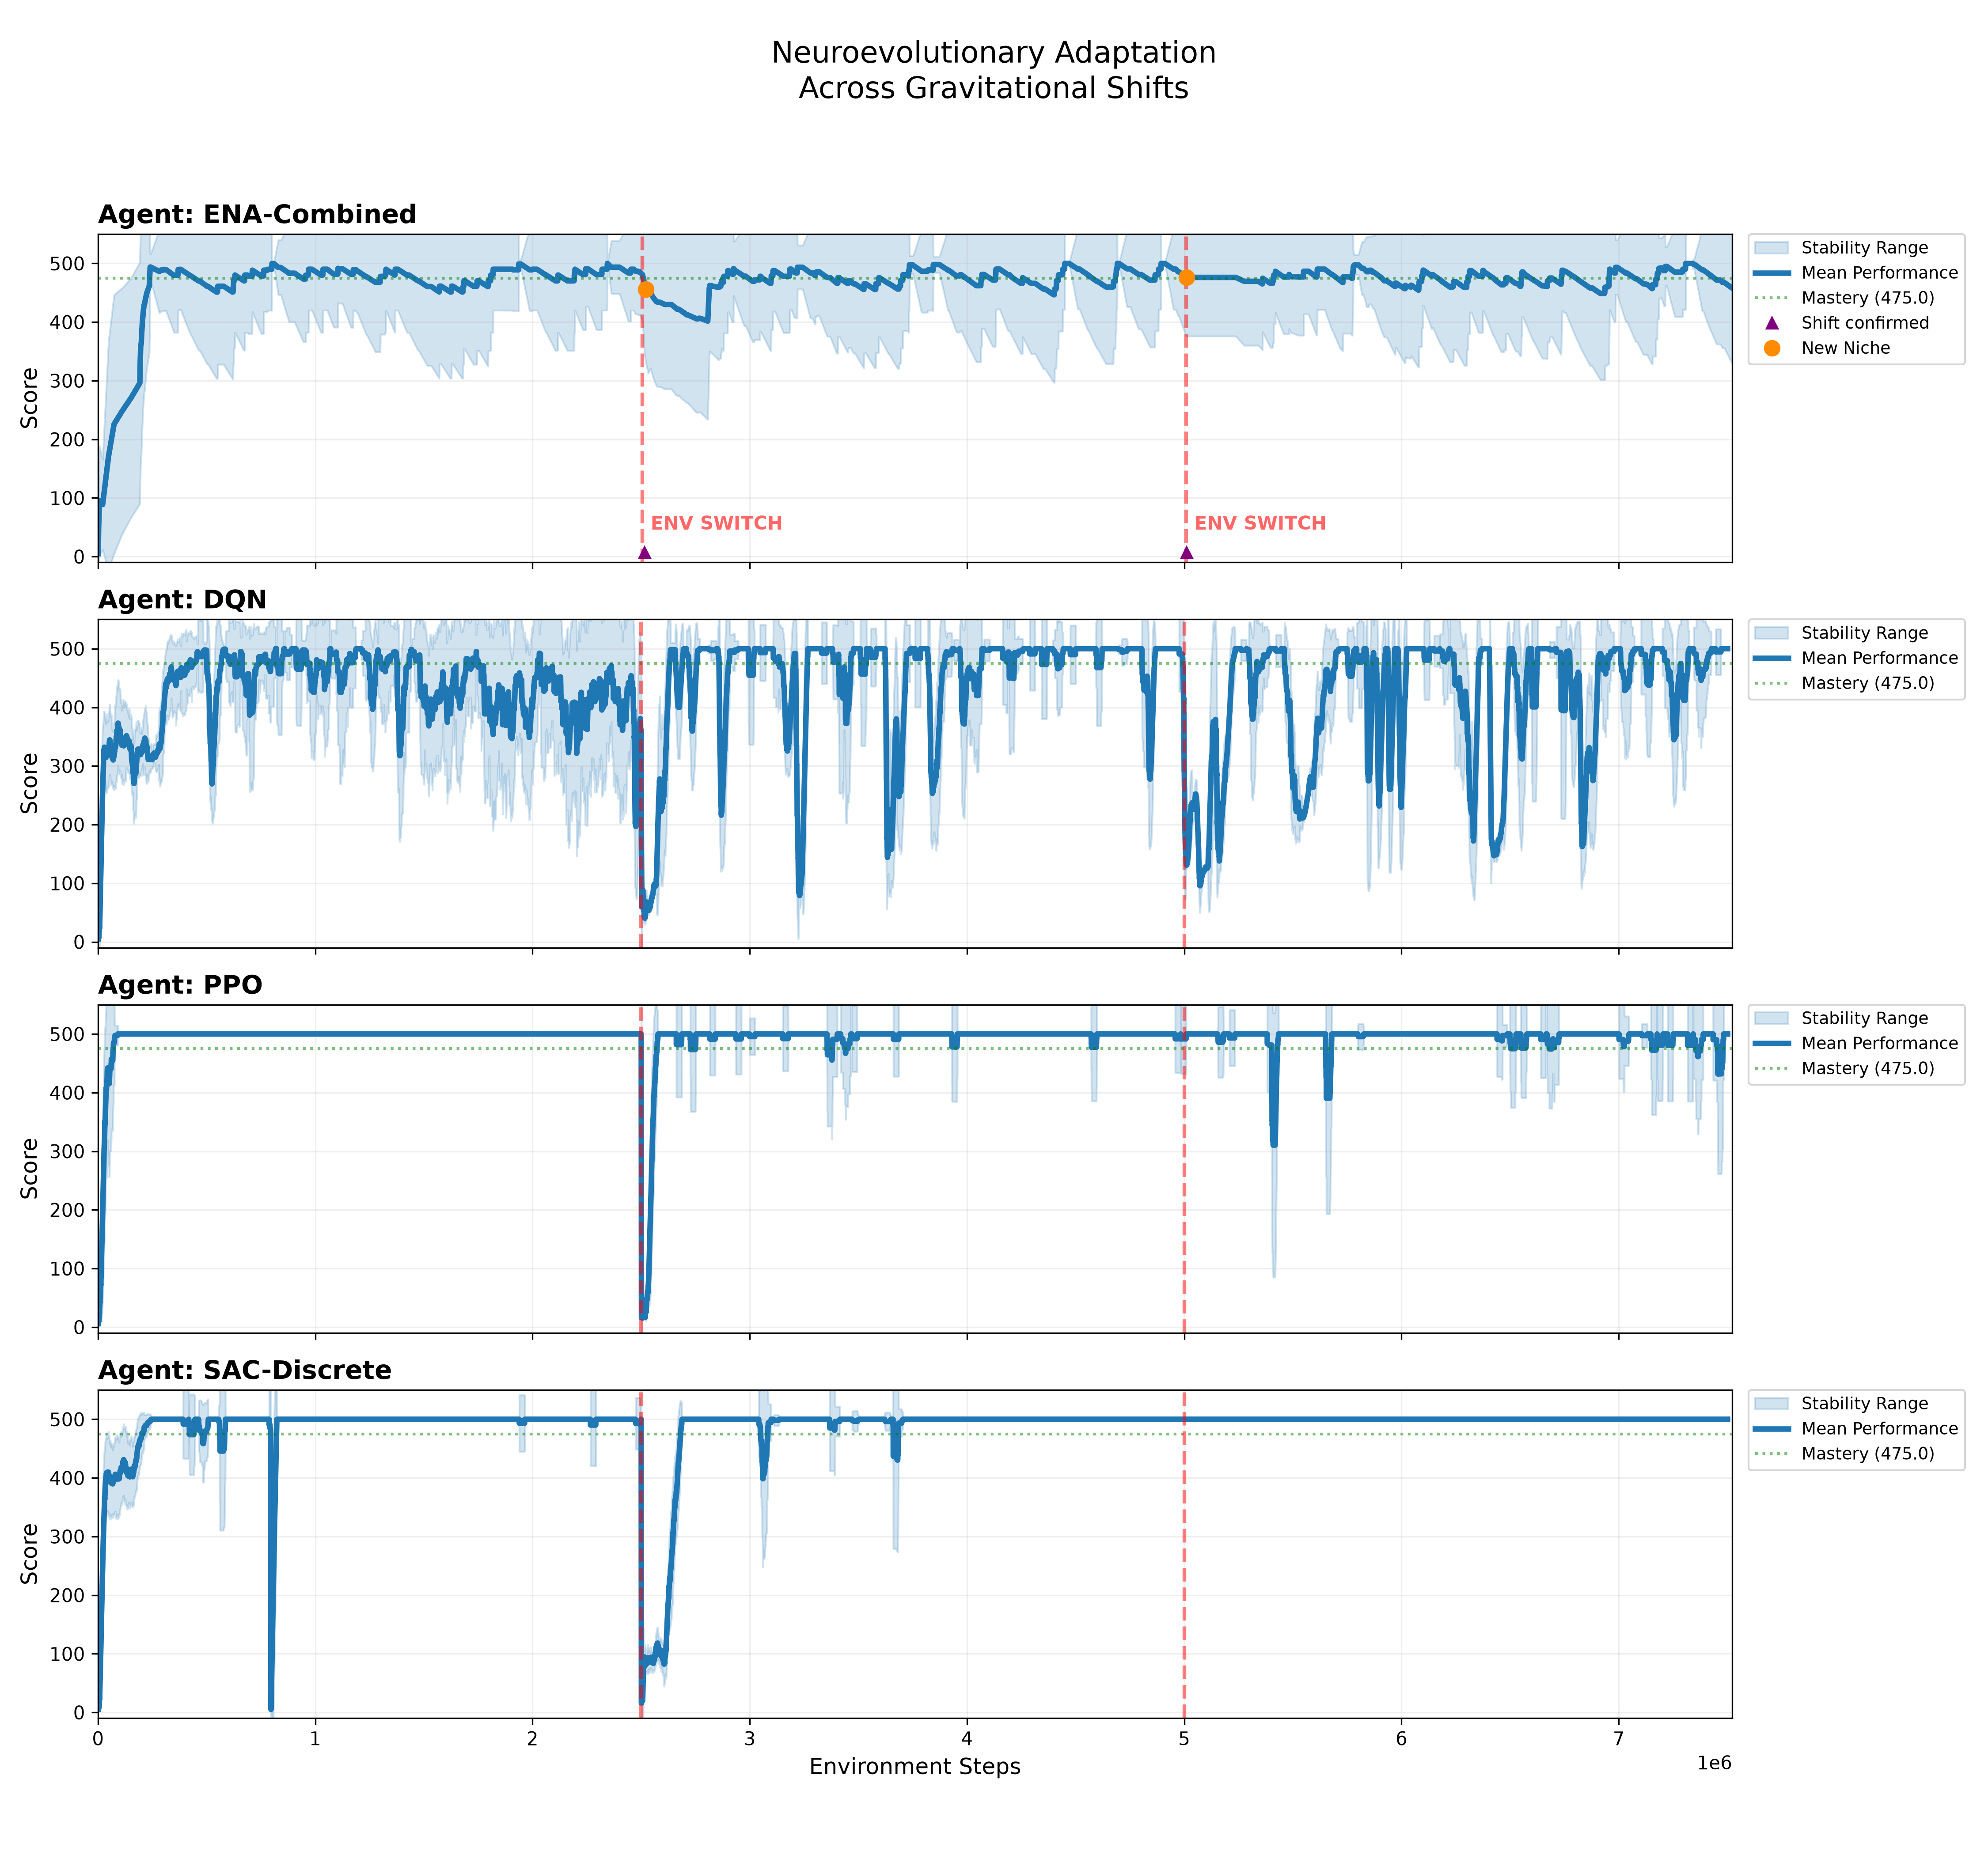 Neuroevolutionary Adaptation
Across Gravitational Shifts
Agent: ENA-Combined
Score
500
400
300
200
100
0
ENV SWITCH
ENV SWITCH
Stability Range
Mean Performance
Mastery (475.0)
Shift confirmed
New Niche
Agent: DQN
Score
500
400
300
200
100
0
Stability Range
Mean Performance
Mastery (475.0)
Agent: PPO
Score
500
400
300
200
100
0
Stability Range
Mean Performance
Mastery (475.0)
Agent: SAC-Discrete
Score
500
400
300
200
100
0
Stability Range
Mean Performance
Mastery (475.0)
0 1 2 3 4 5 6 7
Environment Steps
1e6